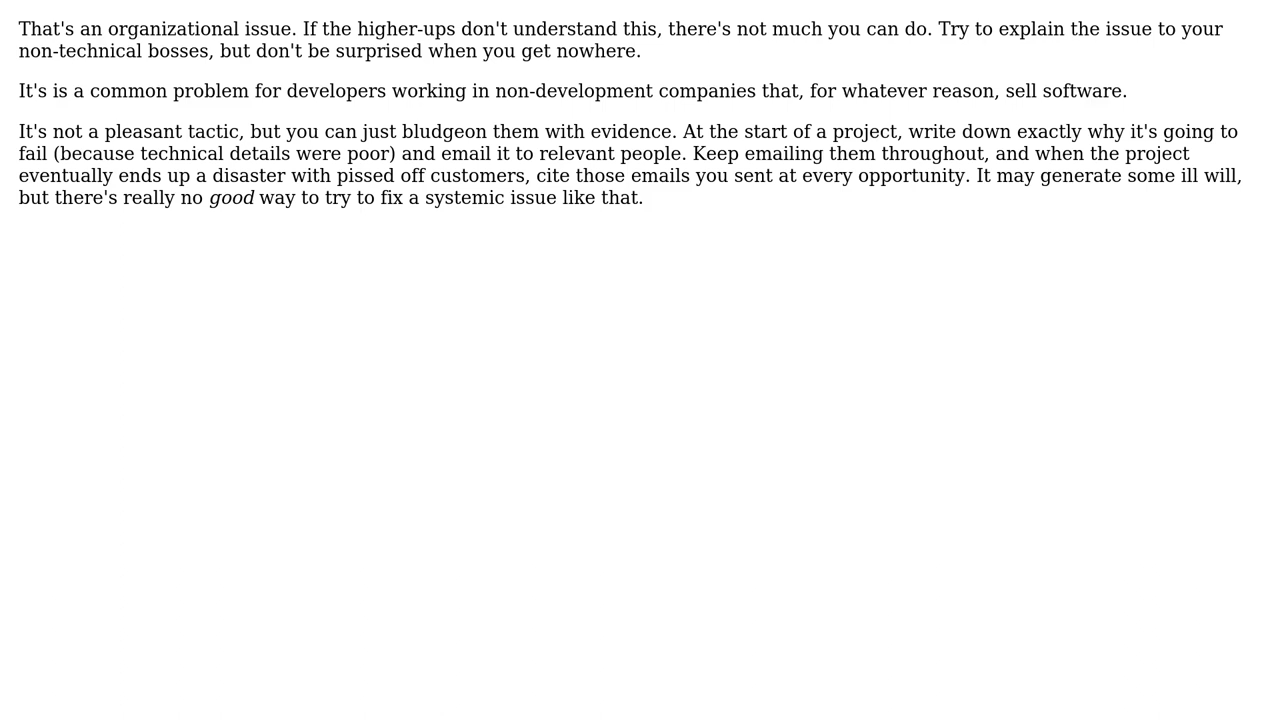 That's an organizational issue. If the higher-ups don't understand this, there's not much you can do. Try to explain the issue to your
non-technical bosses, but don't be surprised when you get nowhere.
It's is a common problem for developers working in non-development companies that, for whatever reason, sell software.
It's not a pleasant tactic, but you can just bludgeon them with evidence. At the start of a project, write down exactly why it's going to
fail (because technical details were poor) and email it to relevant people. Keep emailing them throughout, and when the project
eventually ends up a disaster with pissed off customers, cite those emails you sent at every opportunity. It may generate some ill will,
but there's really no good way to try to fix a systemic issue like that.